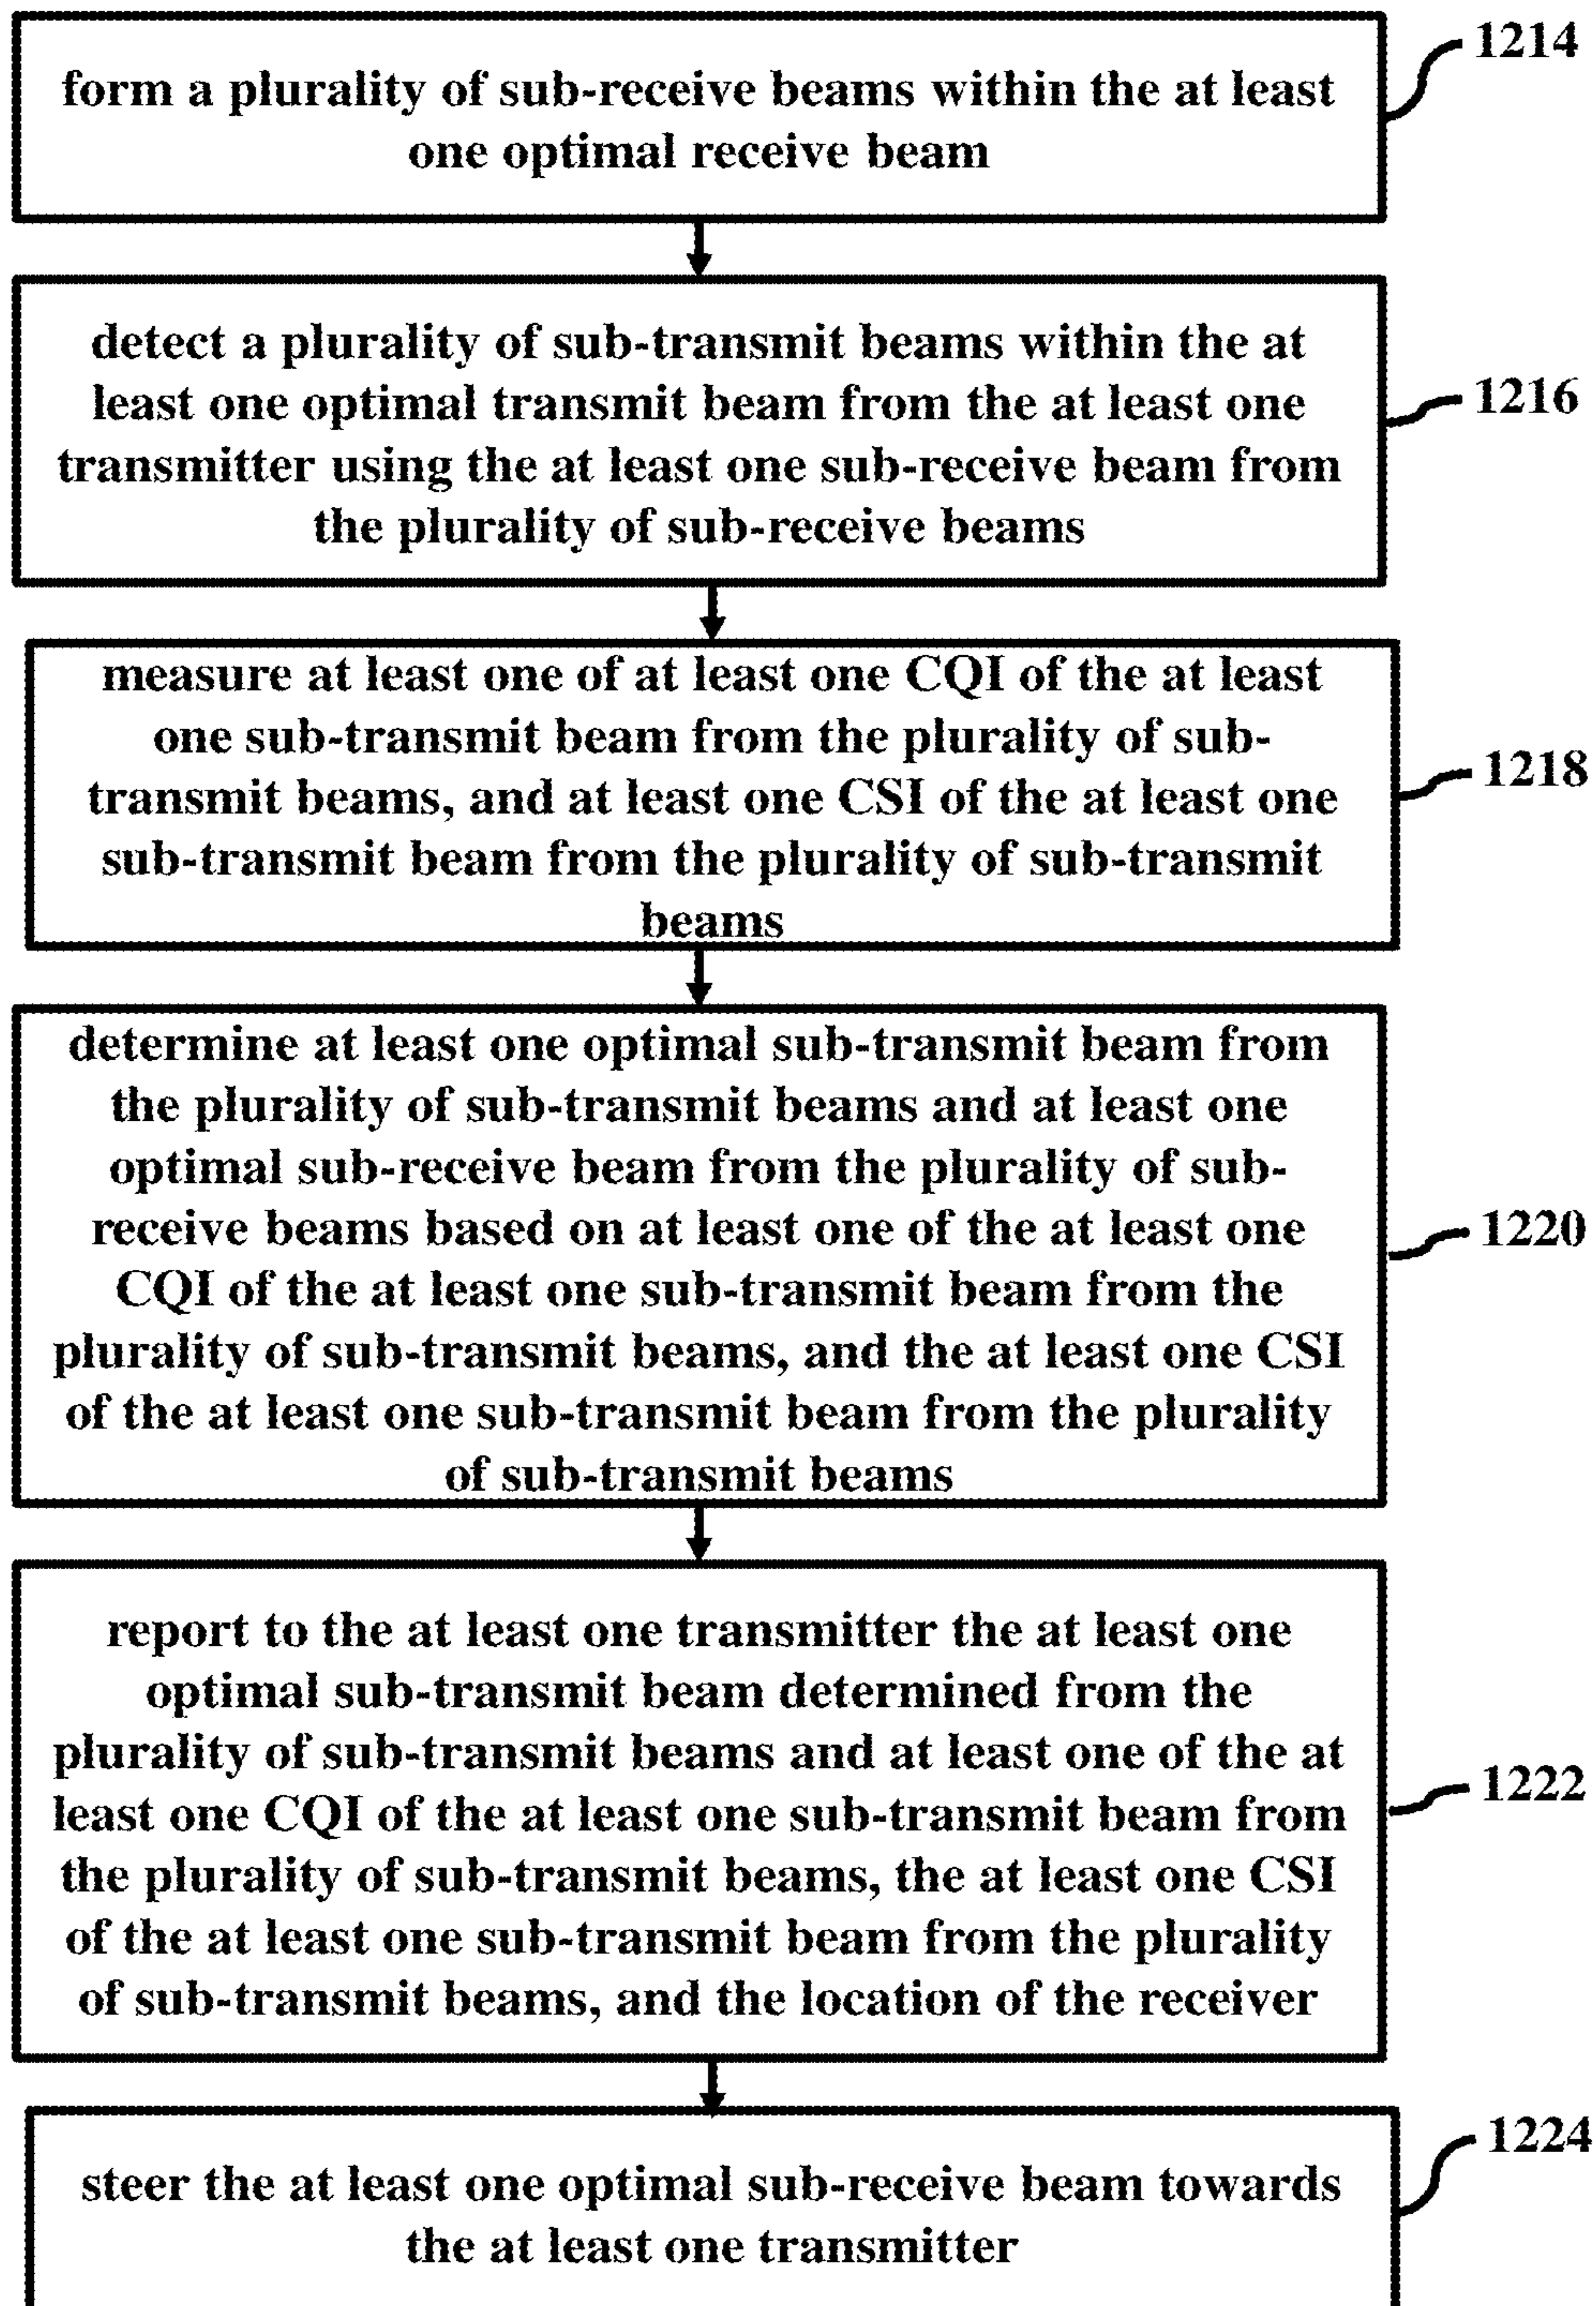 form a plurality of sub-receive beams within the at least
one optimal receive beam
1214
detect a plurality of sub-transmit beams within the at
least one optimal transmit beam from the at least one
transmitter using the at least one sub-receive beam from
the plurality of sub-receive beams
1216
measure at least one of at least one CQI of the at least
one sub-transmit beam from the plurality of sub-
transmit beams, and at least one CSI of the at least one
sub-transmit beam from the plurality of sub-transmit
beams
1218
determine at least one optimal sub-transmit beam from
the plurality of sub-transmit beams and at least one
optimal sub-receive beam from the plurality of sub-
receive beams based on at least one of the at least one
CQI of the at least one sub-transmit beam from the
plurality of sub-transmit beams, and the at least one CSI
of the at least one sub-transmit beam from the plurality
of sub-transmit beams
1220
report to the at least one transmitter the at least one
optimal sub-transmit beam determined from the
plurality of sub-transmit beams and at least one of the at
least one CQI of the at least one sub-transmit beam from
the plurality of sub-transmit beams, the at least one CSI
of the at least one sub-transmit beam from the plurality
of sub-transmit beams, and the location of the receiver
1222
steer the at least one optimal sub-receive beam towards
the at least one transmitter
1224